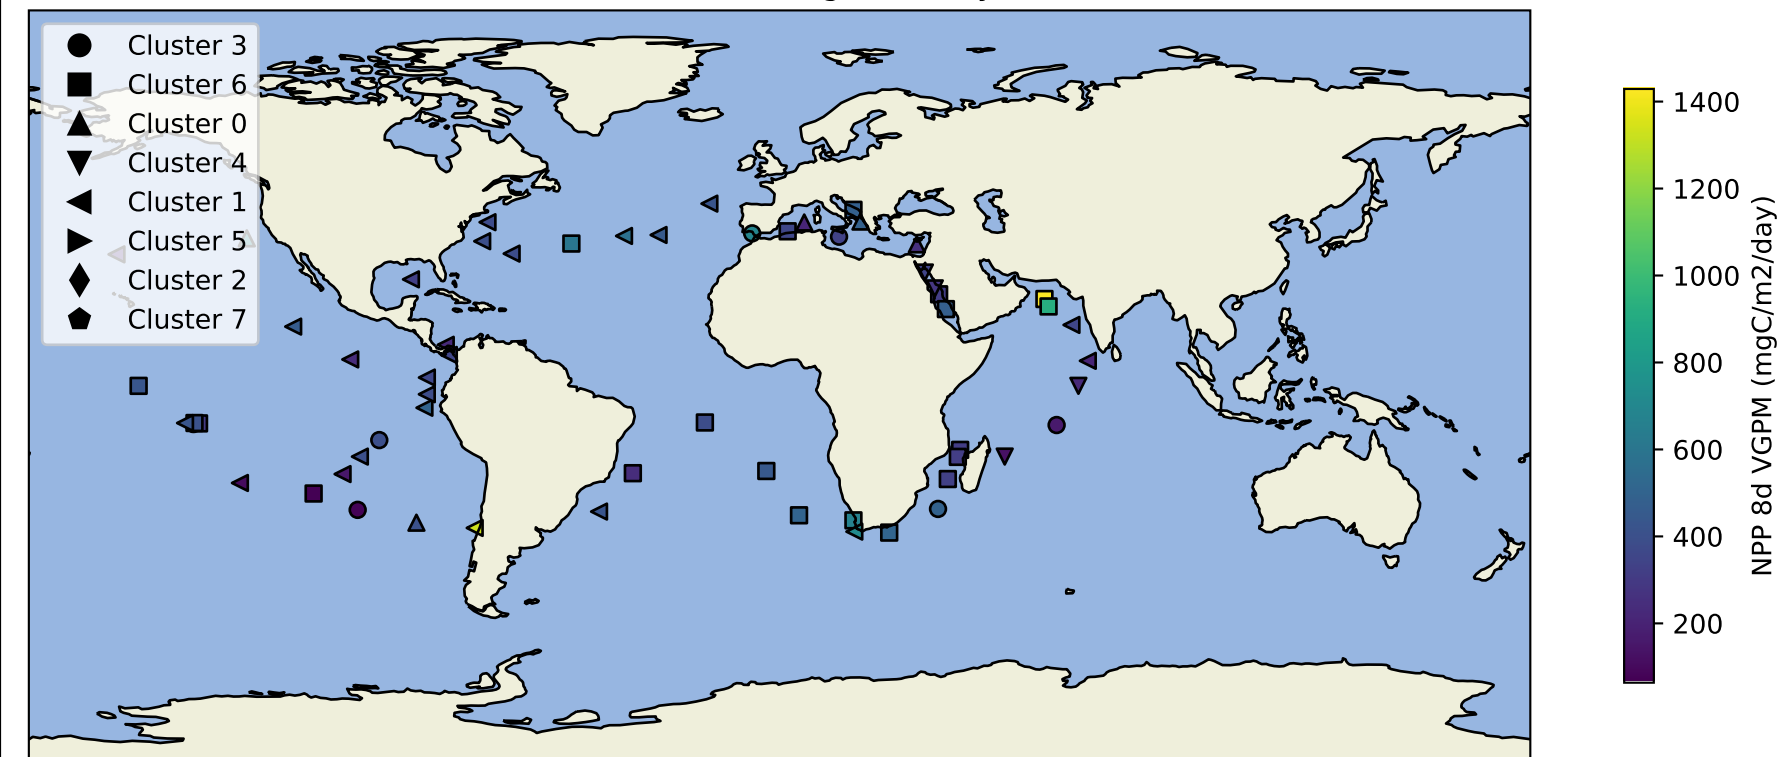 Cluster 3
Cluster 6
Cluster 0
Cluster 4
Cluster 1
Cluster 5
Cluster 2
Cluster 7
1400
1200
1000
800
600
400
200
NPP 8d VGPM (mgC/m2/day)